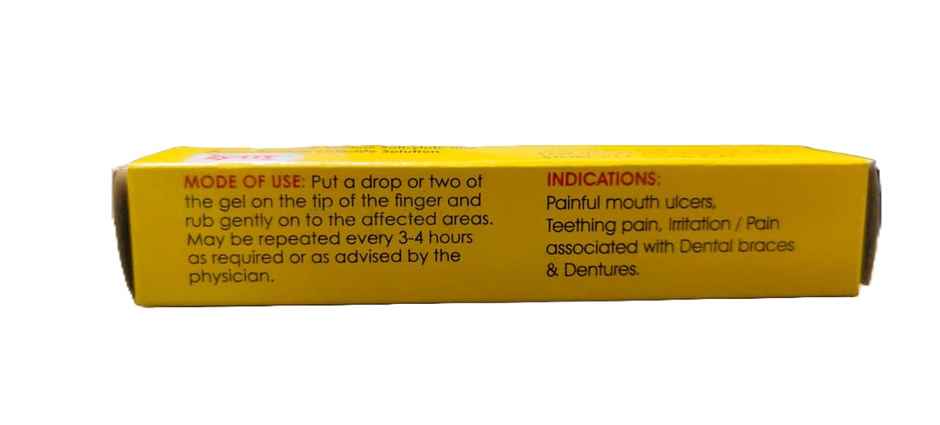 MODE OF USE: Put a drop or two of
the gel on the tip of the finger and
rub gently on to the affected areas.
May be repeated every 3-4 hours
as required or as advised by the
physician.
INDICATIONS:
Painful mouth ulcers,
Teething pain, Irritation / Pain
associated with Dental braces
& Dentures.